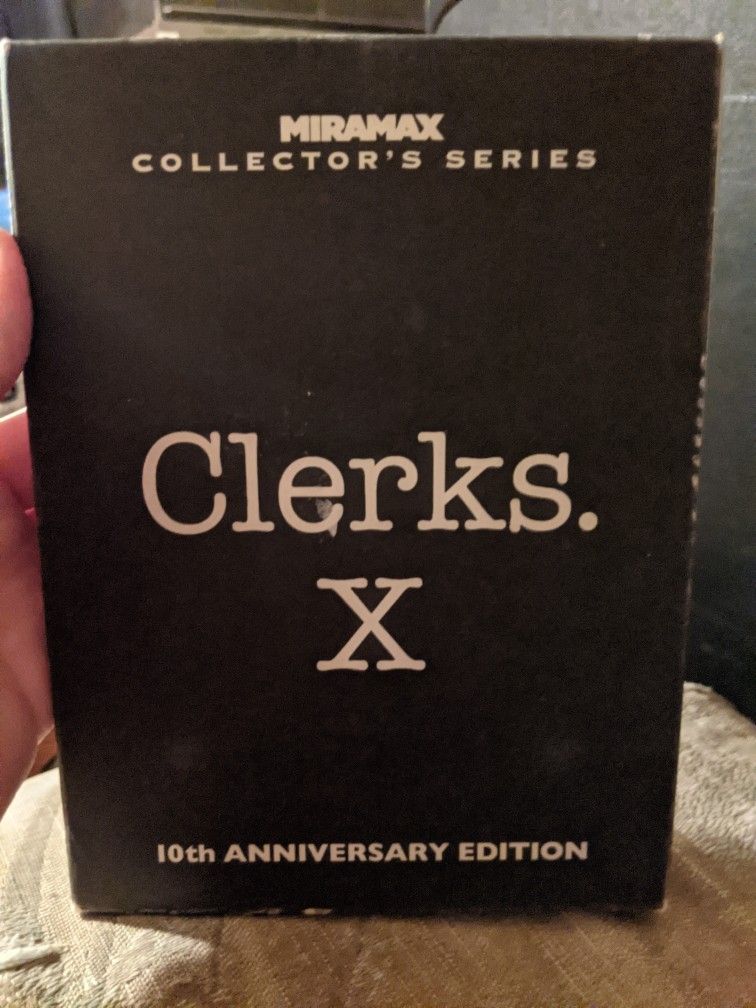 MIRAMAX
COLLECTOR'S SERIES
Clerks.
X
10th ANNIVERSARY EDITION